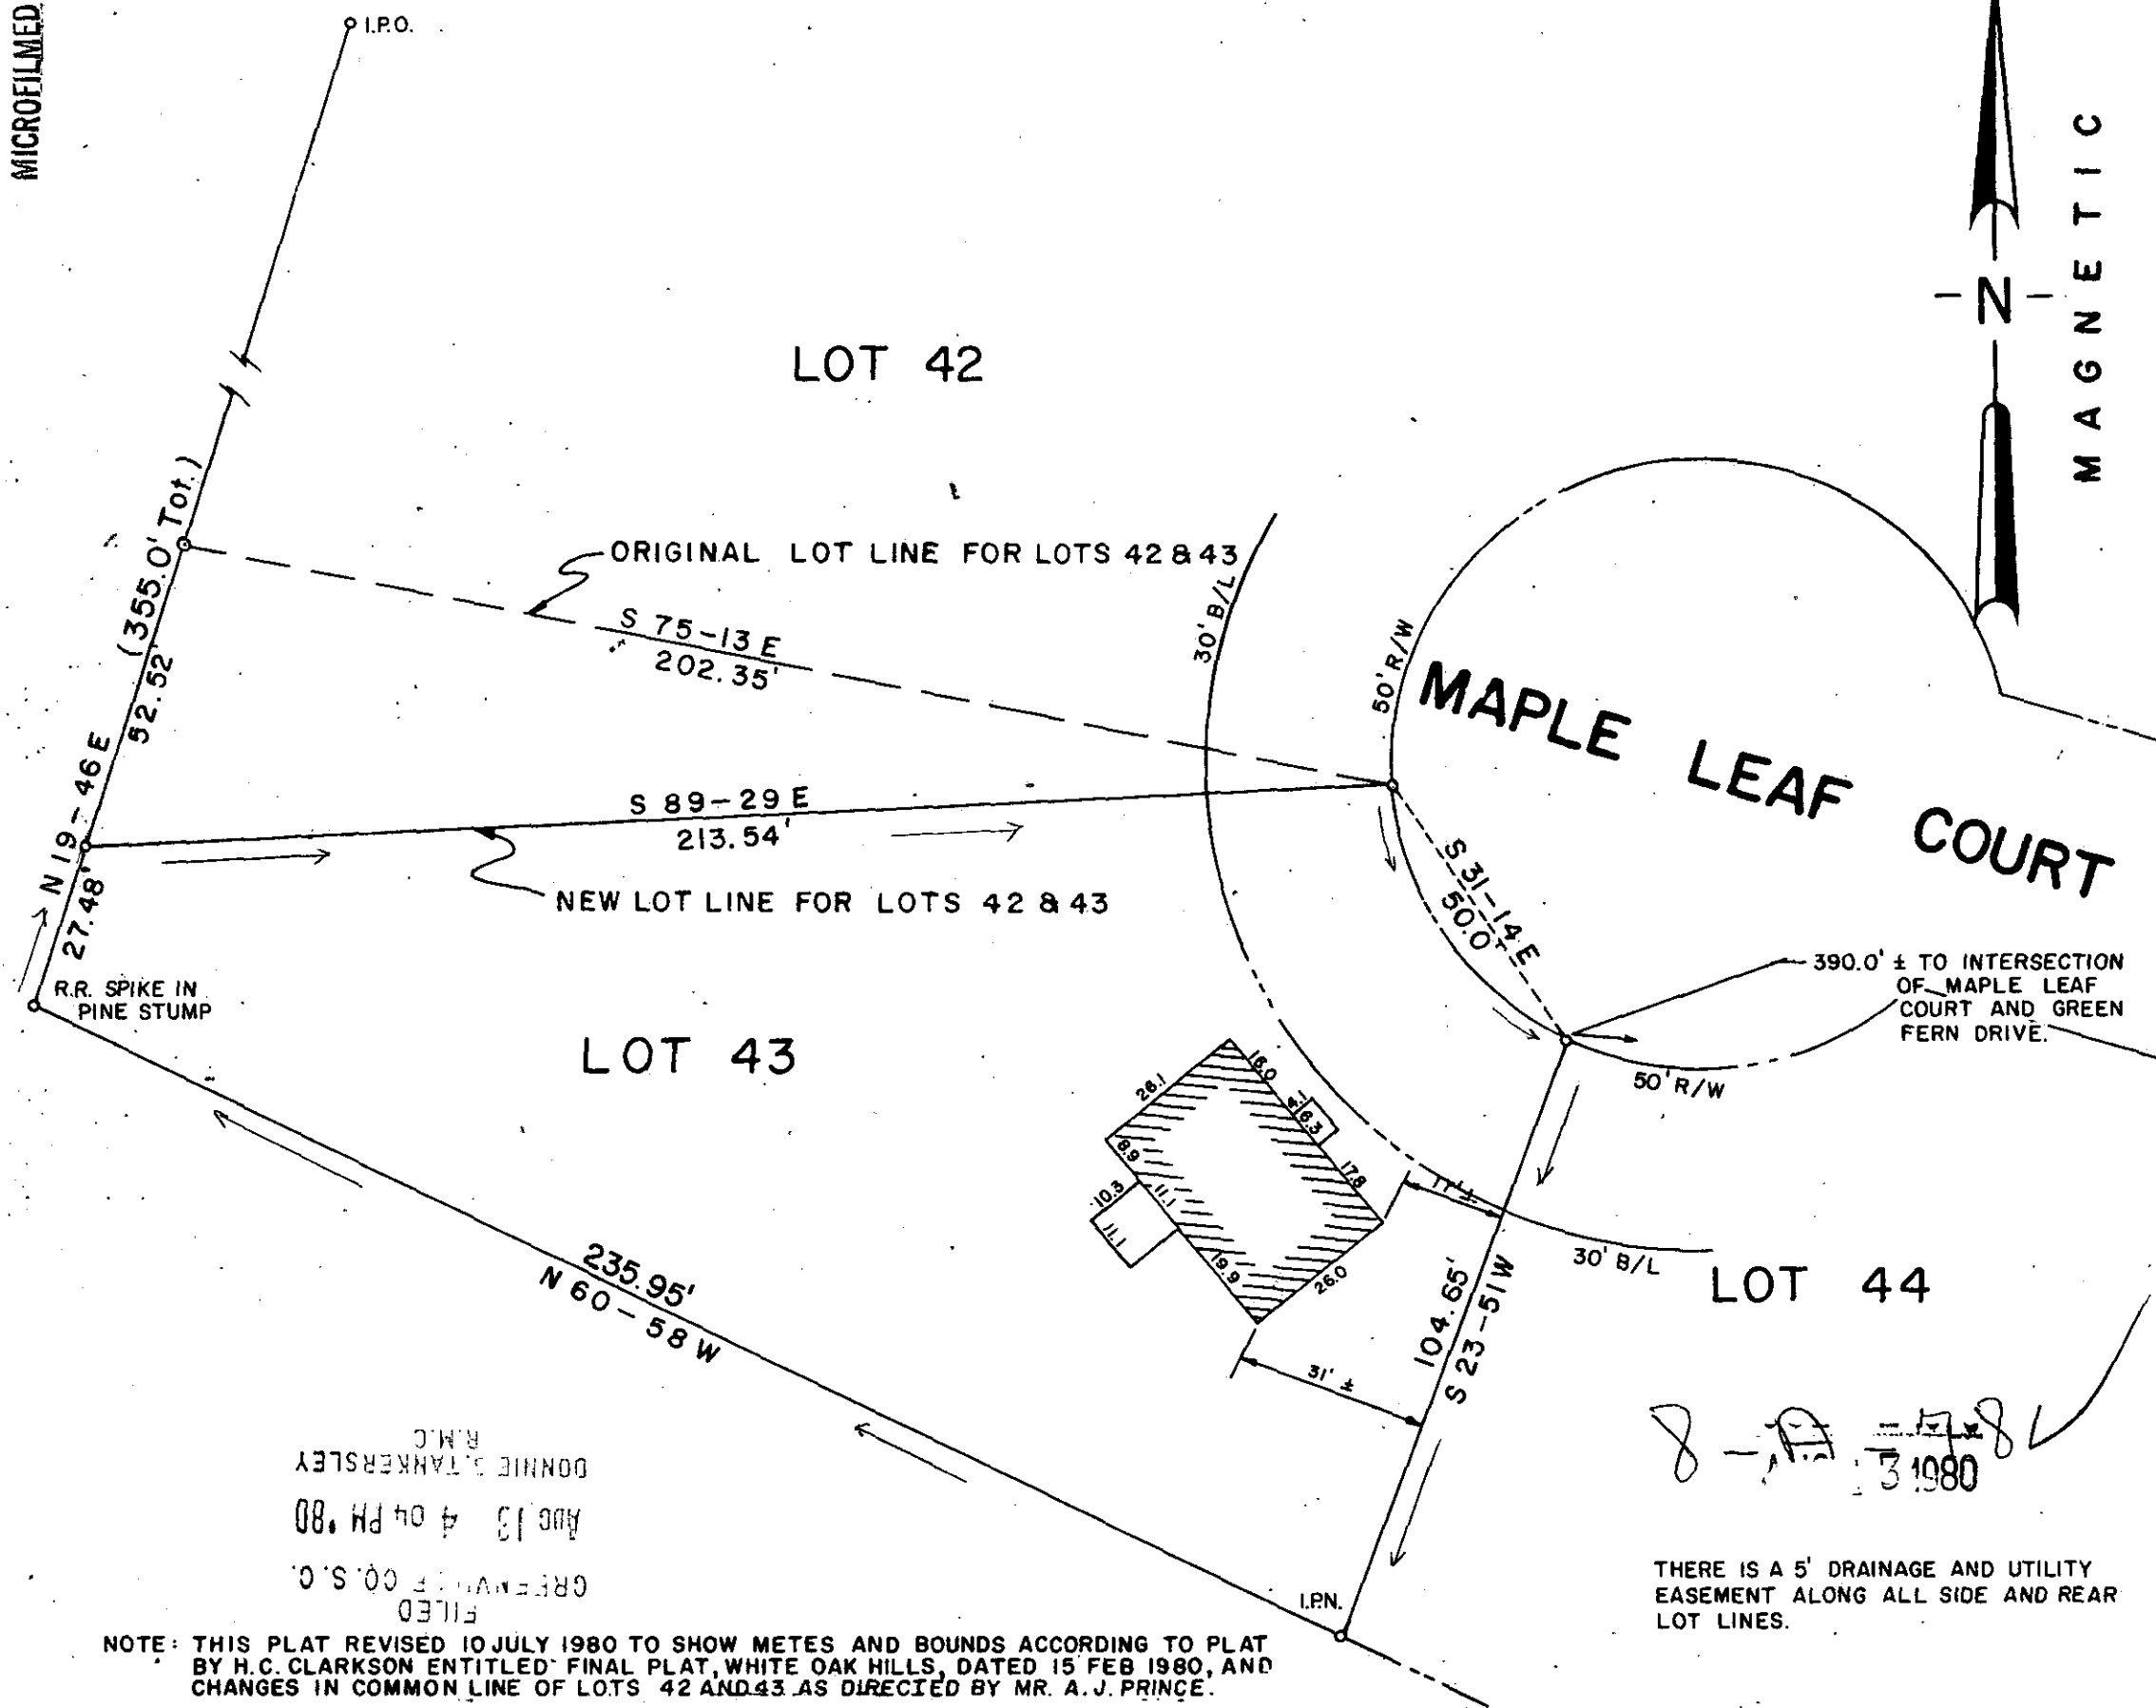 MICROFILMED
I.P.O.
MAGNETIC
-N-
LOT 42
(355.0' Tot.)
52.52'
N 19-46 E
27.48'
ORIGINAL LOT LINE FOR LOTS 42 & 43
S 75-13 E
202.35'
30' B/L
50' R/W
MAPLE LEAF COURT
S 89-29 E
213.54'
NEW LOT LINE FOR LOTS 42 & 43
S 31-14 E
50.0'
R.R. SPIKE IN
PINE STUMP
390.0' ± TO INTERSECTION
OF MAPLE LEAF
COURT AND GREEN
FERN DRIVE.
LOT 43
50' R/W
16.0
26.1
4.1
6.3
8.9
17.8
10.3
11.1
11.1
19.9
26.0
17' ±
30' B/L
LOT 44
104.65'
S 23-51 W
31' ±
235.95'
N 60-58 W
I.P.N.
FILED
CO. S. C.
AUG 13 4 04 PM '80
DONNIE S. TANKERSLEY
R.M.C
1980
THERE IS A 5' DRAINAGE AND UTILITY
EASEMENT ALONG ALL SIDE AND REAR
LOT LINES.
NOTE: THIS PLAT REVISED 10 JULY 1980 TO SHOW METES AND BOUNDS ACCORDING TO PLAT
BY H.C. CLARKSON ENTITLED FINAL PLAT, WHITE OAK HILLS, DATED 15 FEB 1980, AND
CHANGES IN COMMON LINE OF LOTS 42 AND 43 AS DIRECTED BY MR. A. J. PRINCE.